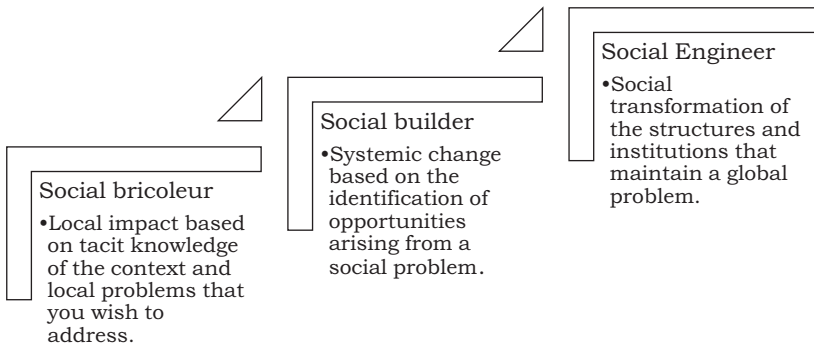 Social bricoleur
•Local impact based
on tacit knowledge
of the context and
local problems that
you wish to
address.
Social builder
•Systemic change
based on the
identification of
opportunities
arising from a
social problem.
Social Engineer
•Social
transformation of
the structures and
institutions that
maintain a global
problem.